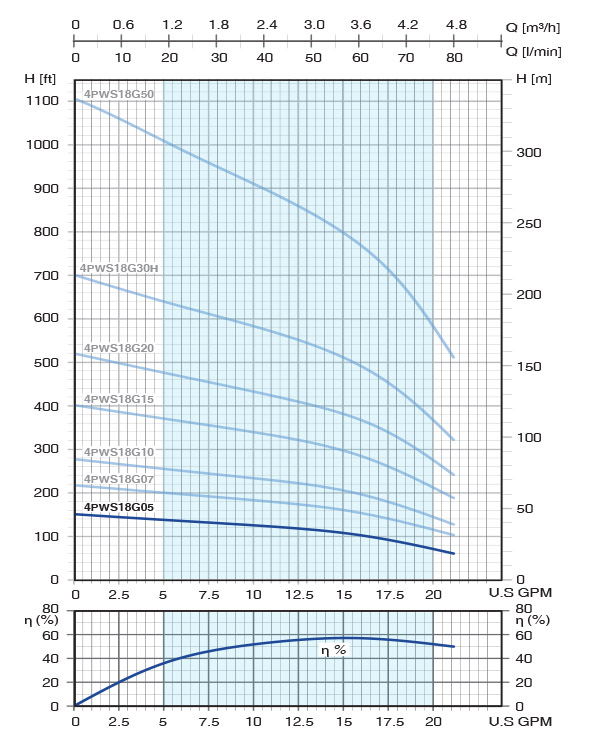 0 0.6 1.2 1.8 2.4 3.0 3.6 4.2 4.8 Q [m³/h]
0 10 20 30 40 50 60 70 80 Q [l/min]
H [ft] H [m]
4PWS18G50
1100
1000
300
900
250
800
4PWS18G30H
700
200
600
4PWS18G20
500
150
4PWS18G15
400
100
300
4PWS18G10
4PWS18G07
200
4PWS18G05
50
100
0 0
0 2.5 5 7.5 10 12.5 15 17.5 20 U.S GPM
80 80
η (%) η (%)
60 60
η %
40 40
20 20
0 0
0 2.5 5 7.5 10 12.5 15 17.5 20 U.S GPM